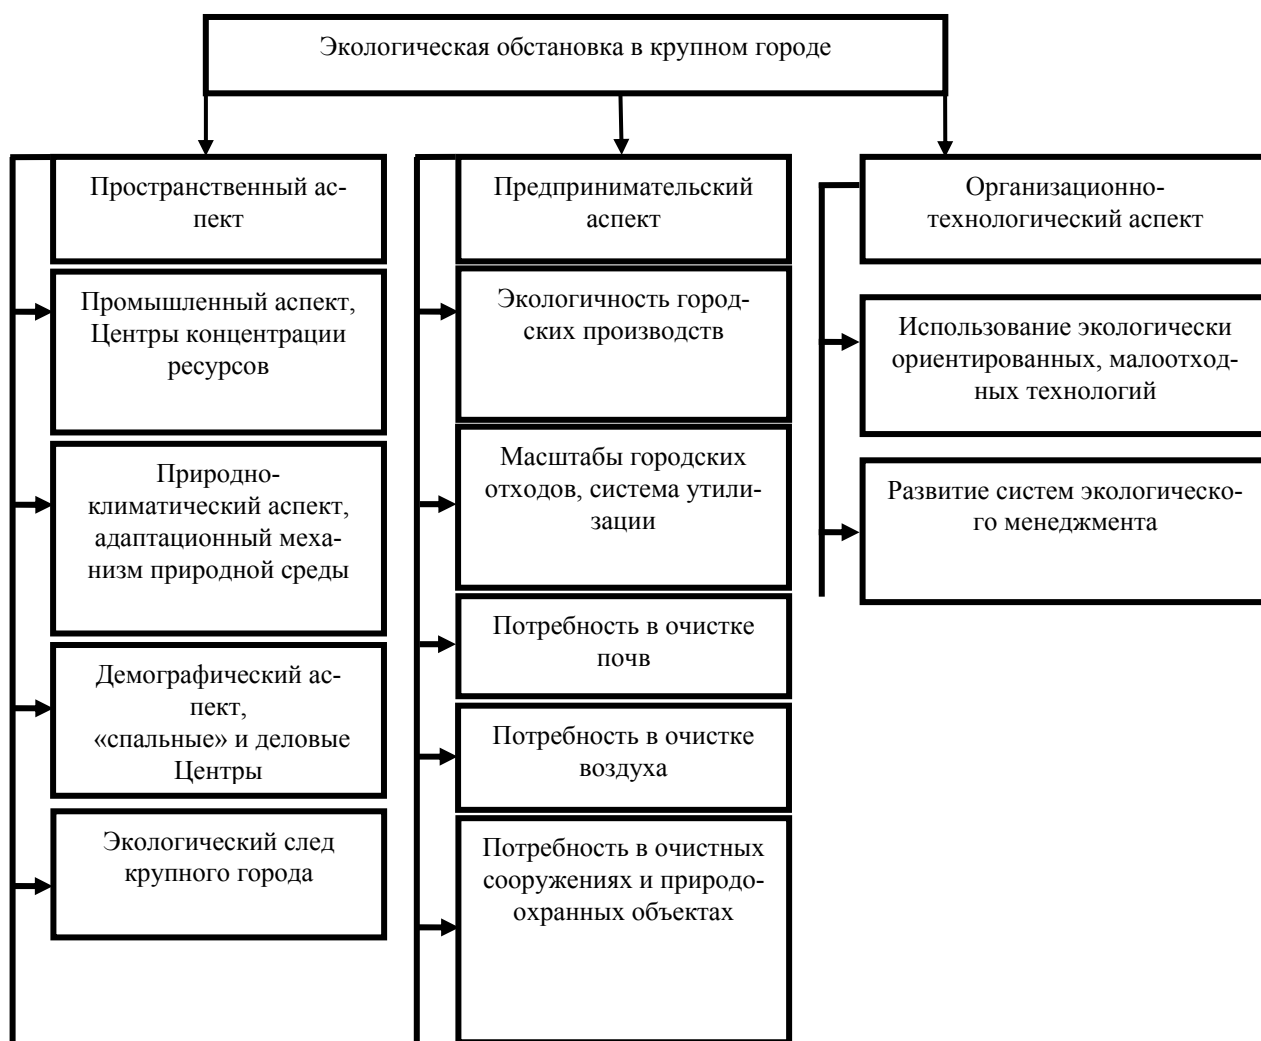 Экологическая обстановка в крупном городе
Пространственный ас-
пект
Промышленный аспект,
Центры концентрации
ресурсов
Природно-
климатический аспект,
адаптационный меха-
низм природной среды
Демографический ас-
пект,
«спальные» и деловые
Центры
Экологический след
крупного города
Предпринимательский
аспект
Экологичность город-
ских производств
Масштабы городских
отходов, система утили-
зации
Потребность в очистке
почв
Потребность в очистке
воздуха
Потребность в очистных
сооружениях и природо-
охранных объектах
Организационно-
технологический аспект
Использование экологически
ориентированных, малоотход-
ных технологий
Развитие систем экологическо-
го менеджмента